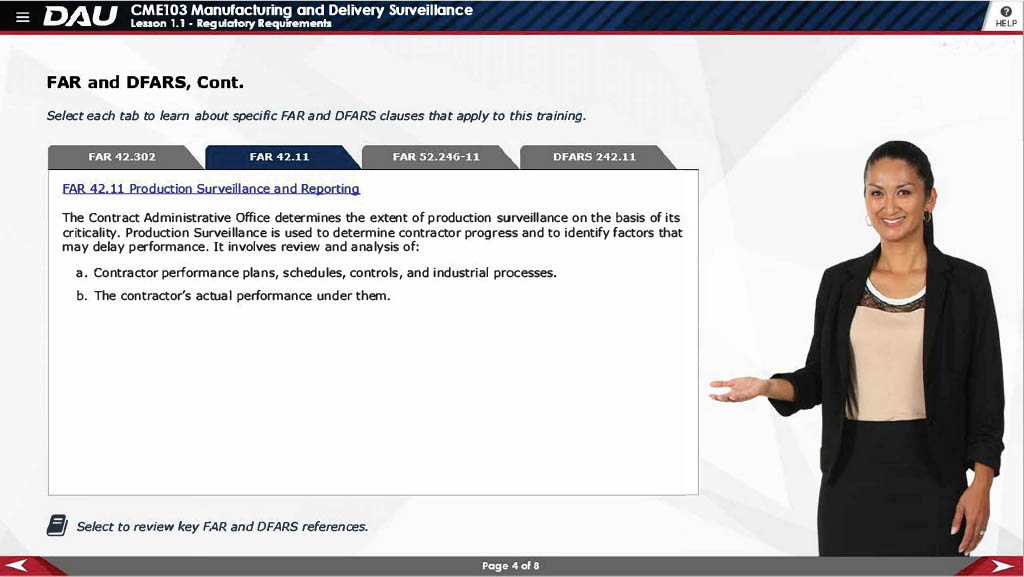 DAU
CME103 Manufacturing and Delivery Surveillance
Lesson 1.1 - Regulatory Requirements
HELP
FAR and DFARS, Cont.
Select each tab to learn about specific FAR and DFARS clauses that apply to this training.
FAR 42.302
FAR 42.11
FAR 52.246-11
DFARS 242.11
FAR 42.11 Production Surveillance and Reporting
The Contract Administrative Office determines the extent of production surveillance on the basis of its
criticality. Production Surveillance is used to determine contractor progress and to identify factors that
may delay performance. It involves review and analysis of:
a. Contractor performance plans, schedules, controls, and industrial processes.
b. The contractor's actual performance under them.
Select to review key FAR and DFARS references.
Page 4 of 8